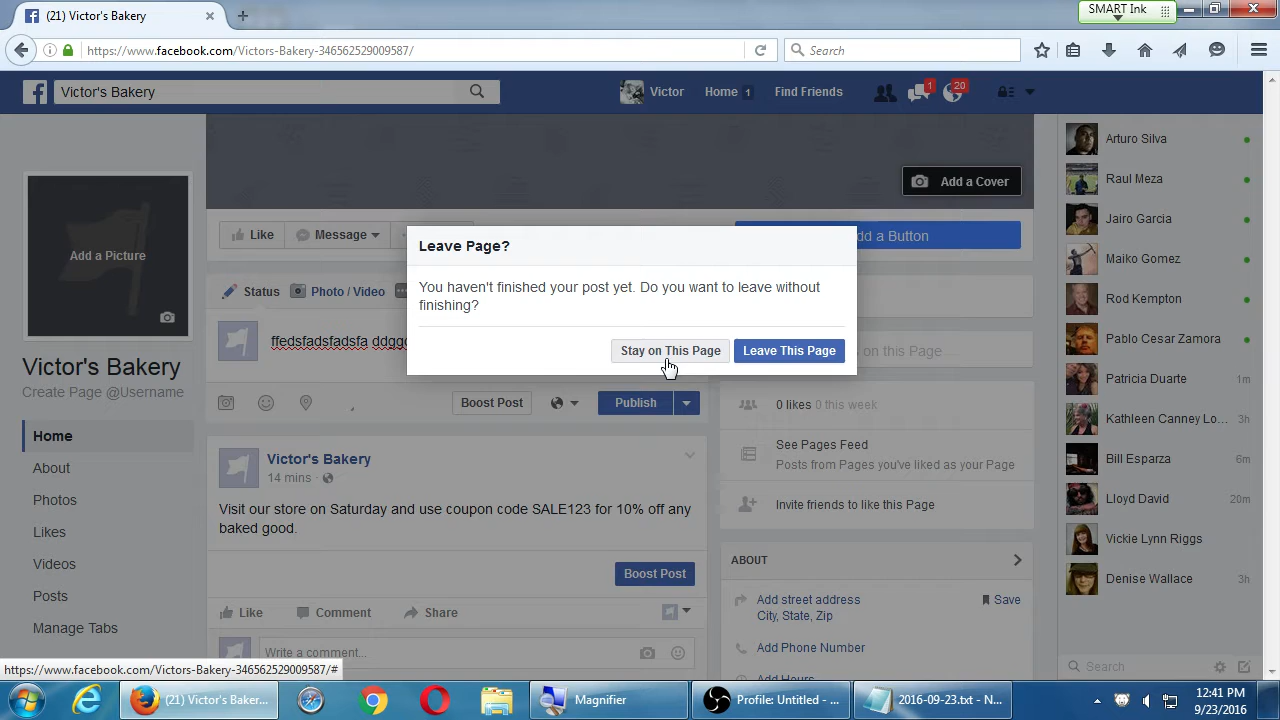 (21) Victor's Bakery
SMART Ink
https://www.facebook.com/Victors-Bakery-346562529009587/
Search
Victor's Bakery
Victor
Home 1
Find Friends
1
20
Add a Picture
Add a Cover
Like
Message
d a Button
Leave Page?
You haven't finished your post yet. Do you want to leave without
finishing?
Stay on This Page
Leave This Page
Status
Photo / Video
ffedsfadsfadsfa ddgg
s on this Page...
Boost Post
Publish
Victor's Bakery
Create Page @Username
Home
About
Photos
Likes
Videos
Posts
Manage Tabs
Victor's Bakery
14 mins
Visit our store on Saturday and use coupon code SALE123 for 10% off any
baked good.
Boost Post
Like
Comment
Share
Write a comment...
0 likes 0 this week
See Pages Feed
Posts from Pages you've liked as your Page
Invite friends to like this Page
ABOUT
Add street address
City, State, Zip
Save
Add Phone Number
Add Hours
Arturo Silva
Raul Meza
Jairo Garcia
Maiko Gomez
Rod Kempton
Pablo Cesar Zamora
Patricia Duarte 1m
Kathleen Canney Lo... 3h
Bill Esparza 6m
Lloyd David 20m
Vickie Lynn Riggs
Denise Wallace 3h
Search
https://www.facebook.com/Victors-Bakery-346562529009587/#
(21) Victor's Baker...
Magnifier
Profile: Untitled - ...
2016-09-23.txt - N...
12:41 PM
9/23/2016